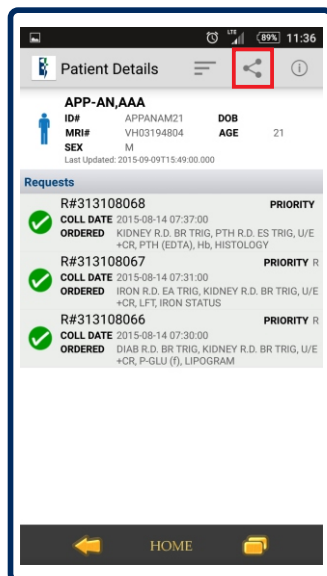 LTE 89% 11:36
Patient Details
APP-AN,AAA
ID# APPANAM21 DOB
MRI# VH03194804 AGE 21
SEX M
Last Updated: 2015-09-09T15:49:00.000
Requests
R#313108068 PRIORITY
COLL DATE 2015-08-14 07:37:00
ORDERED KIDNEY R.D. BR TRIG, PTH R.D. ES TRIG, U/E
+CR, PTH (EDTA), Hb, HISTOLOGY
R#313108067 PRIORITY R
COLL DATE 2015-08-14 07:31:00
ORDERED IRON R.D. EA TRIG, KIDNEY R.D. BR TRIG, U/E
+CR, LFT, IRON STATUS
R#313108066 PRIORITY R
COLL DATE 2015-08-14 07:30:00
ORDERED DIAB R.D. BR TRIG, KIDNEY R.D. BR TRIG, U/E
+CR, P-GLU (f), LIPOGRAM
HOME